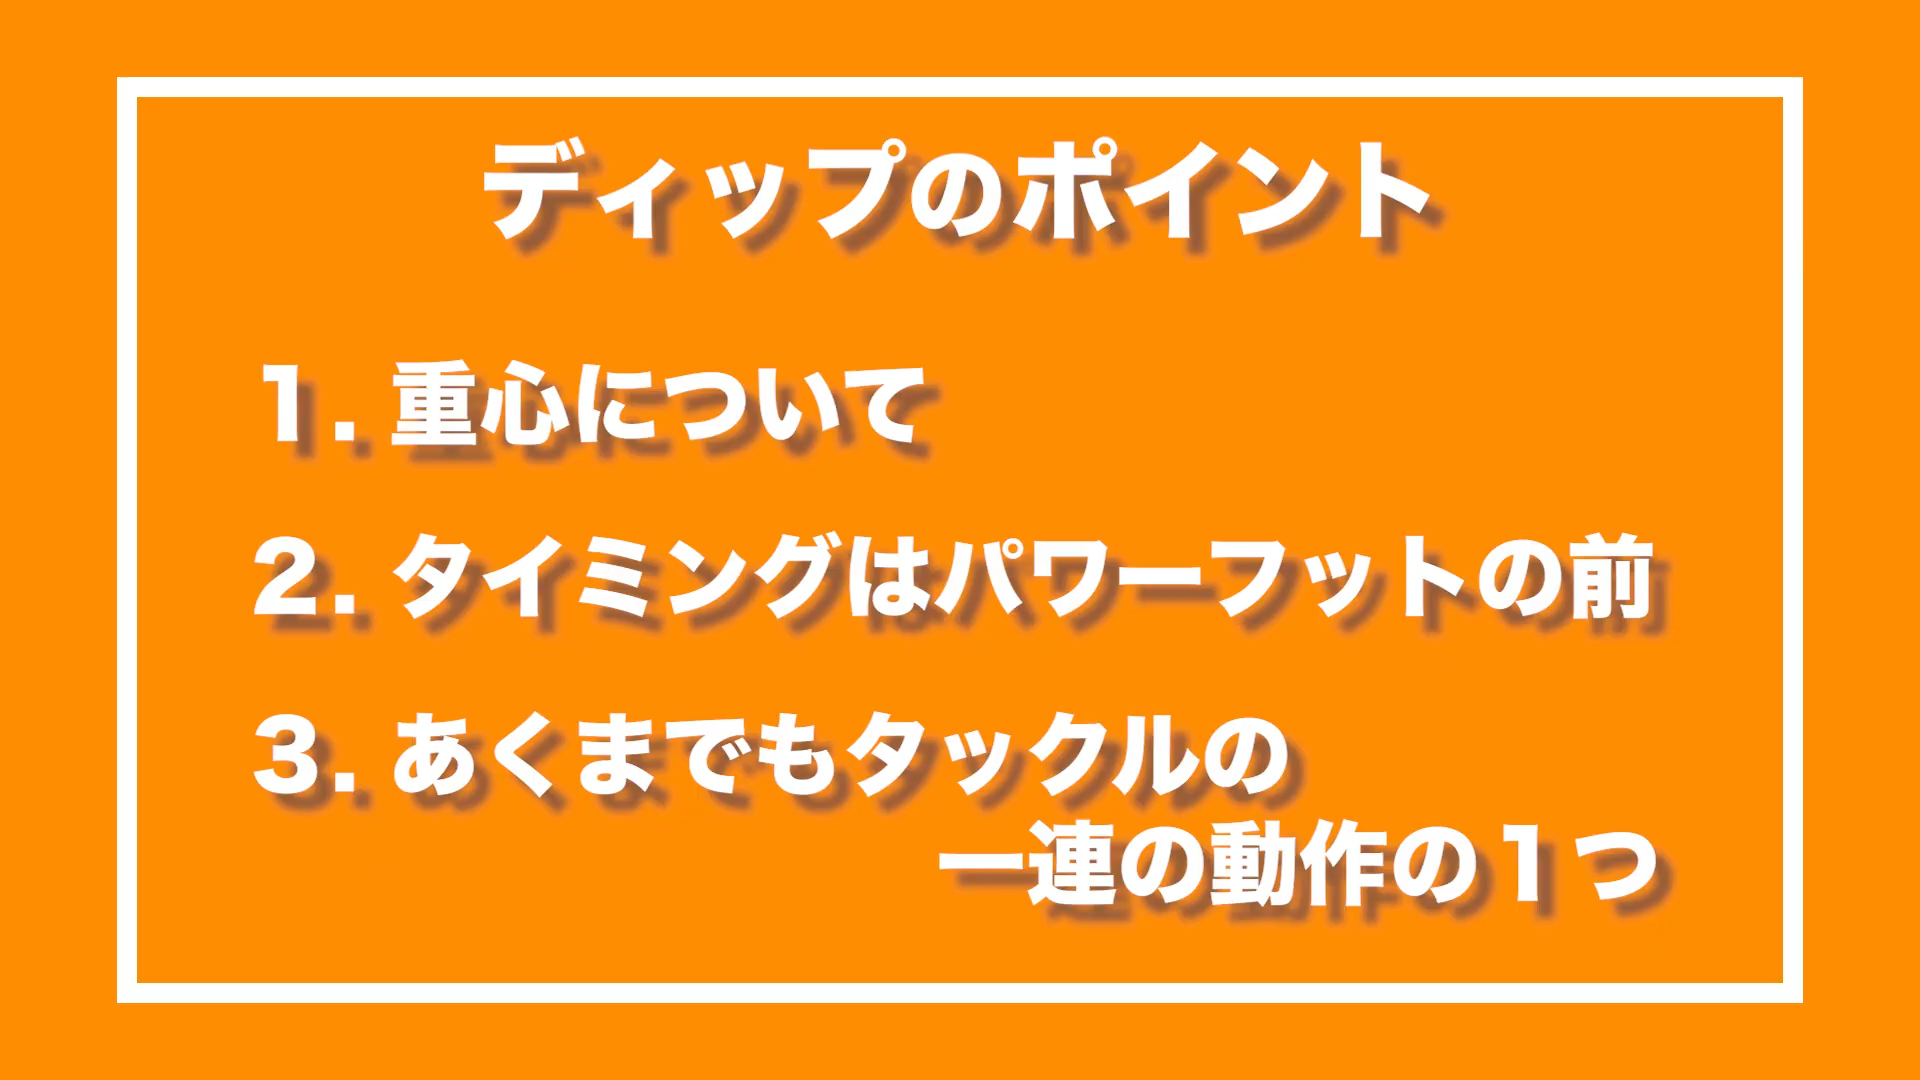 ディップのポイント
1. 重心について
2. タイミングはパワーフットの前
3. あくまでもタックルの
一連の動作の1つ